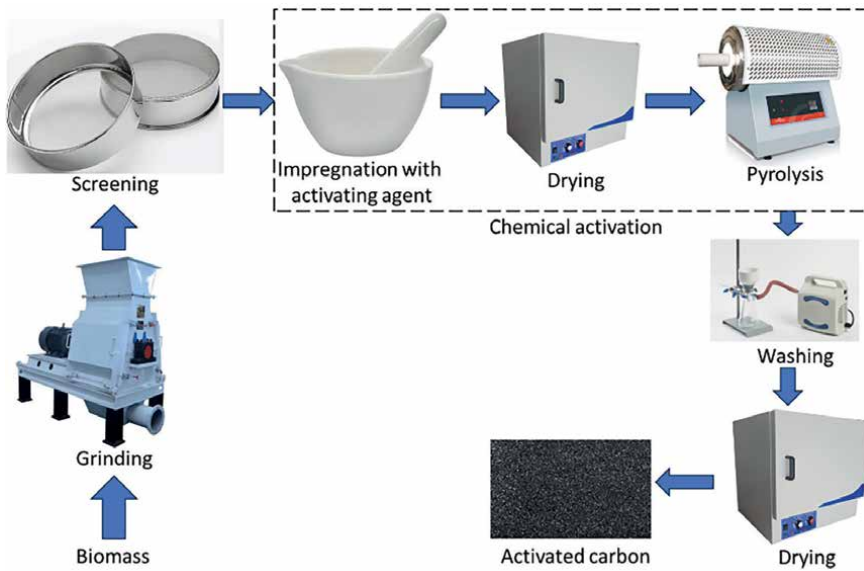 Screening
Impregnation with
activating agent
Drying
Pyrolysis
Chemical activation
Grinding
Washing
Biomass
Activated carbon
Drying